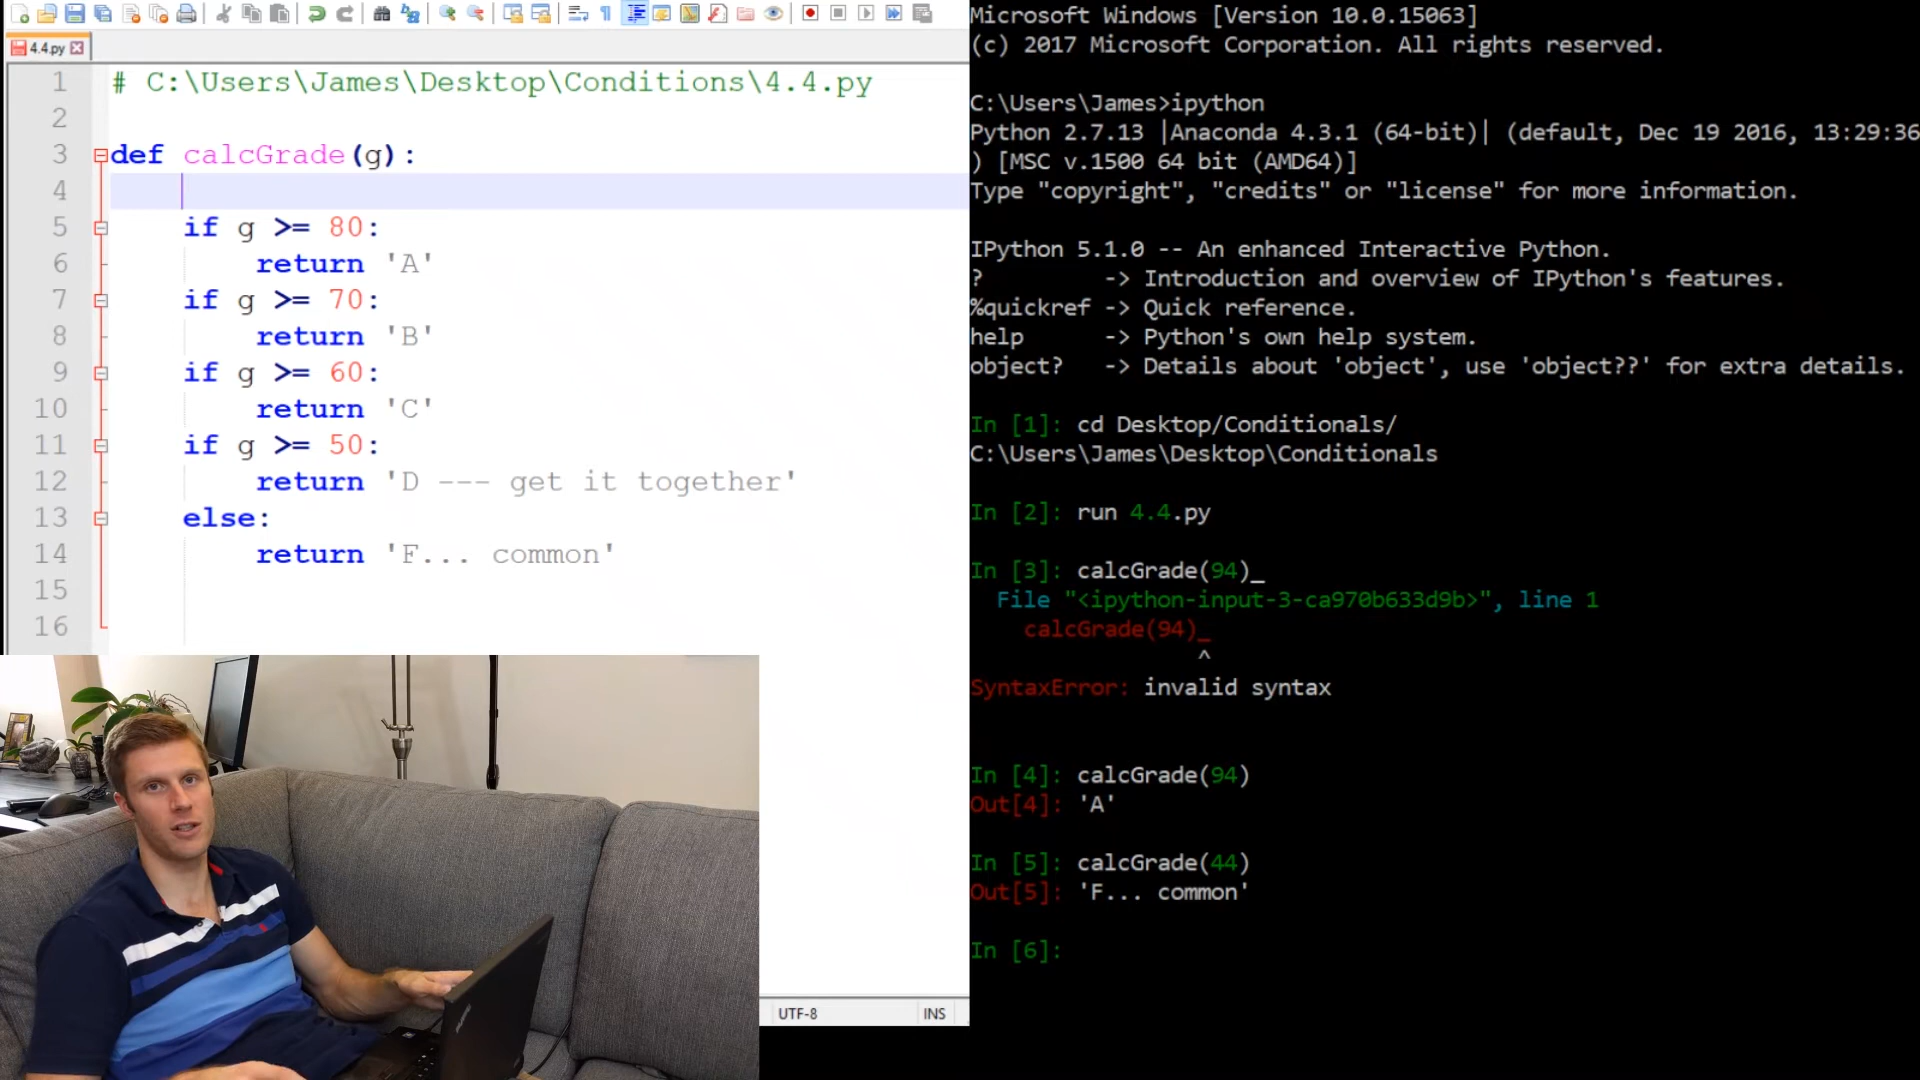 4.4.py
1 # C:\Users\James\Desktop\Conditions\4.4.py
2
3 def calcGrade(g):
4
5 if g >= 80:
6 return 'A'
7 if g >= 70:
8 return 'B'
9 if g >= 60:
10 return 'C'
11 if g >= 50:
12 return 'D --- get it together'
13 else:
14 return 'F... common'
15
16
UTF-8 INS
Microsoft Windows [Version 10.0.15063]
(c) 2017 Microsoft Corporation. All rights reserved.
C:\Users\James>ipython
Python 2.7.13 |Anaconda 4.3.1 (64-bit)| (default, Dec 19 2016, 13:29:36
) [MSC v.1500 64 bit (AMD64)]
Type "copyright", "credits" or "license" for more information.
IPython 5.1.0 -- An enhanced Interactive Python.
? -> Introduction and overview of IPython's features.
%quickref -> Quick reference.
help -> Python's own help system.
object? -> Details about 'object', use 'object??' for extra details.
In [1]: cd Desktop/Conditionals/
C:\Users\James\Desktop\Conditionals
In [2]: run 4.4.py
In [3]: calcGrade(94)_
File "<ipython-input-3-ca970b633d9b>", line 1
calcGrade(94)_
^
SyntaxError: invalid syntax
In [4]: calcGrade(94)
Out[4]: 'A'
In [5]: calcGrade(44)
Out[5]: 'F... common'
In [6]: